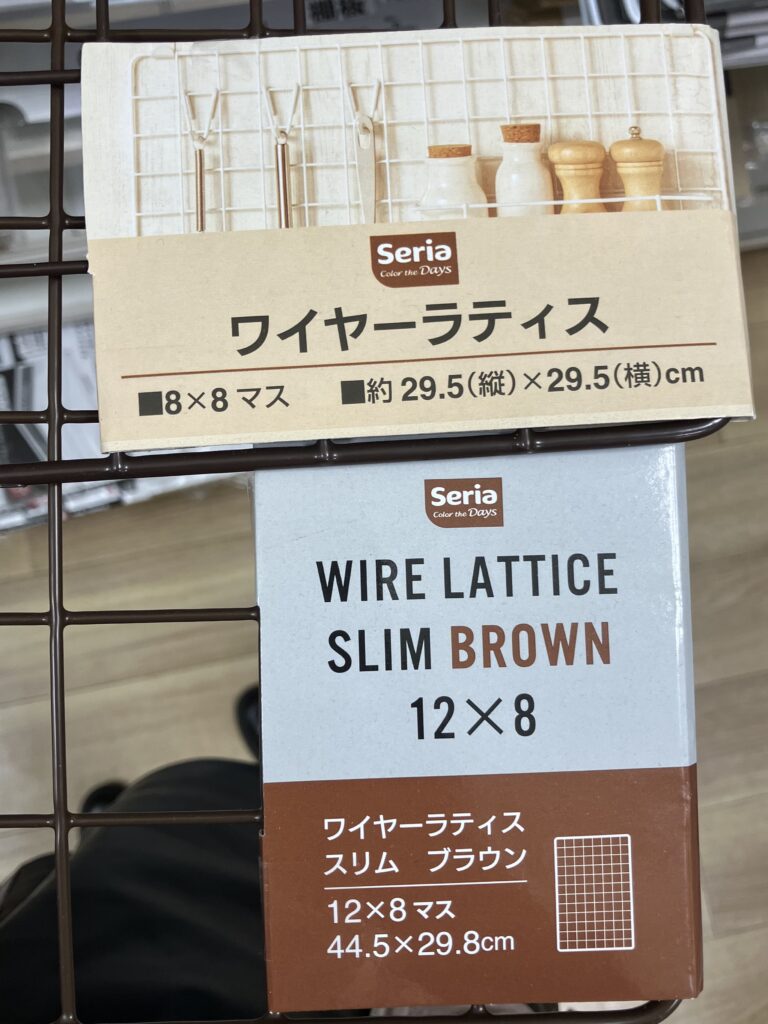 Seria
Color the Days
ワイヤーラティス
■8×8 マス ■約 29.5(縦)×29.5(横)cm
Seria
Color the Days
WIRE LATTICE
SLIM BROWN
12×8
ワイヤーラティス
スリム ブラウン
12×8マス
44.5×29.8cm